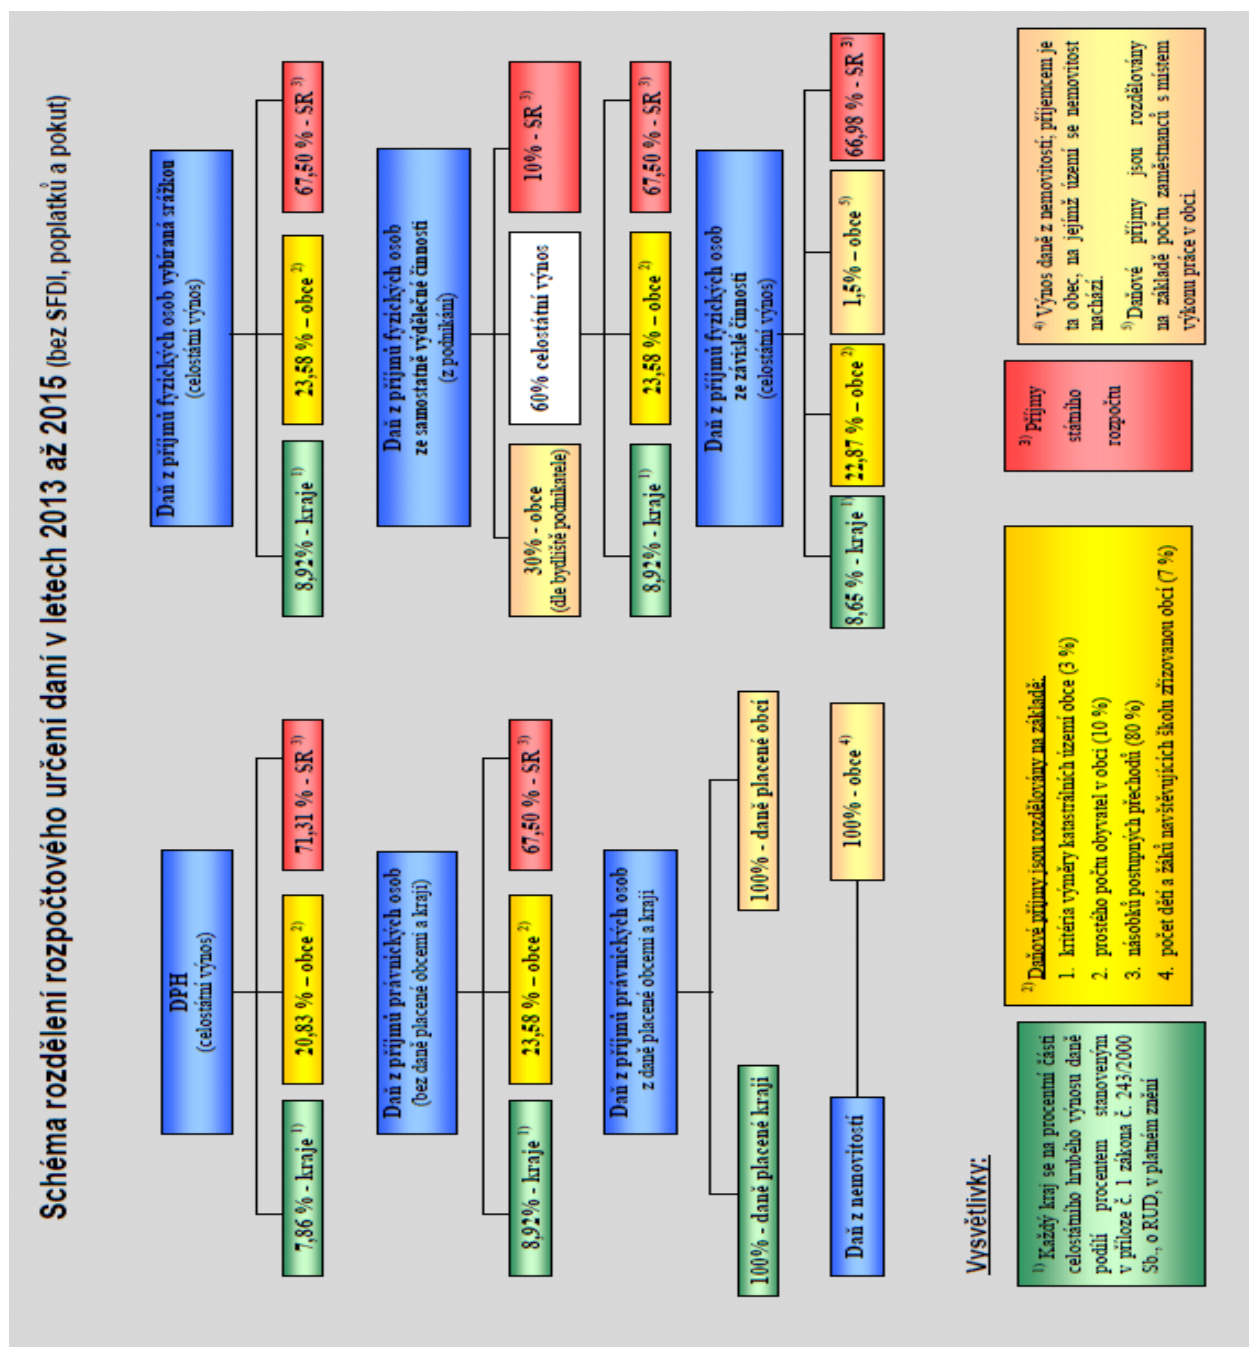 Schéma rozdělení rozpočtového určení daní v letech 2013 až 2015 (bez SFDI, poplatků a pokut)
DPH
(celostátní výnos)
7,86 % - kraje 1)
20,83 % – obce 2)
71,31 % - SR 3)
Daň z příjmů fyzických osob vybíraná srážkou
(celostátní výnos)
8,92% - kraje 1)
23,58 % – obce 2)
67,50 % - SR 3)
Daň z příjmů právnických osob
(bez daně placené obcemi a kraji)
8,92% - kraje 1)
23,58 % – obce 2)
67,50 % - SR 3)
Daň z příjmů fyzických osob
ze samostatně výdělečné činnosti
(z podnikání)
30% - obce
(dle bydliště podnikatele)
60% celostátní výnos
10% - SR 3)
8,92% - kraje 1)
23,58 % – obce 2)
67,50 % - SR 3)
Daň z příjmů právnických osob
z daně placené obcemi a kraji
100% - daně placené kraji
100% - daně placené obcí
Daň z příjmů fyzických osob
ze závislé činnosti
(celostátní výnos)
8,65 % - kraje 1)
22,87 % – obce 2)
1,5% – obce 5)
66,98 % - SR 3)
Daň z nemovitostí
100% - obce 4)
Vysvětlivky:
1) Každý kraj se na procentní části
celostátního hrubého výnosu daně
podílí procentem stanoveným
v příloze č. 1 zákona č. 243/2000
Sb., o RUD, v platném znění
2) Daňové příjmy jsou rozdělovány na základě:
1. kritéria výměry katastrálních území obce (3 %)
2. prostého počtu obyvatel v obci (10 %)
3. násobků postupných přechodů (80 %)
4. počet dětí a žáků navštěvujících školu zřizovanou obcí (7 %)
3) Příjmy
státního
rozpočtu
4) Výnos daně z nemovitostí; příjemcem je
ta obec, na jejímž území se nemovitost
nachází.
5) Daňové příjmy jsou rozdělovány
na základě počtu zaměstnanců s místem
výkonu práce v obci.